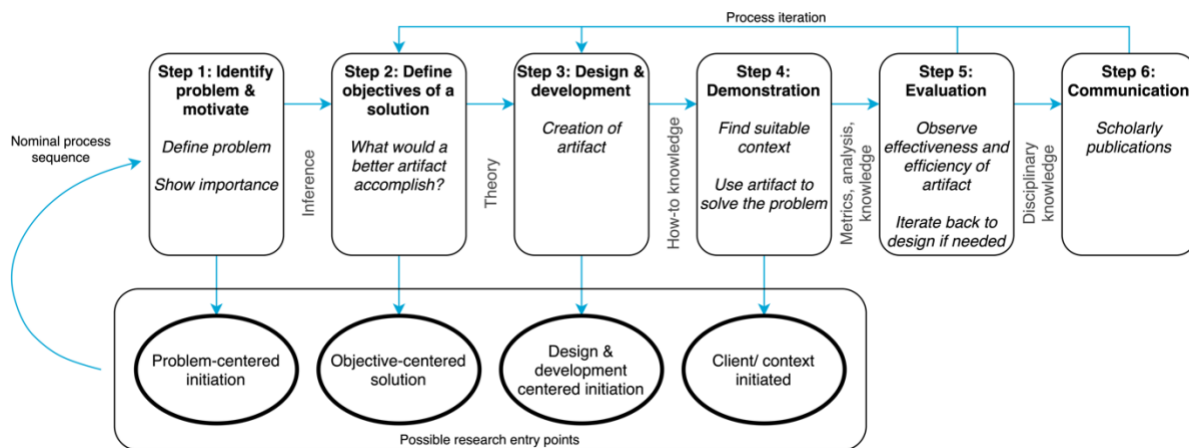 Process iteration
Step 1: Identify
problem &
motivate
Define problem
Show importance
Step 2: Define
objectives of a
solution
What would a
better artifact
accomplish?
Step 3: Design &
development
Creation of
artifact
Step 4:
Demonstration
Find suitable
context
Use artifact to
solve the problem
Step 5:
Evaluation
Observe
effectiveness and
efficiency of
artifact
Iterate back to
design if needed
Step 6:
Communication
Scholarly
publications
Nominal process
sequence
Inference
Theory
How-to knowledge
Metrics, analysis,
knowledge
Disciplinary
knowledge
Problem-centered
initiation
Objective-centered
solution
Design &
development
centered initiation
Client/ context
initiated
Possible research entry points